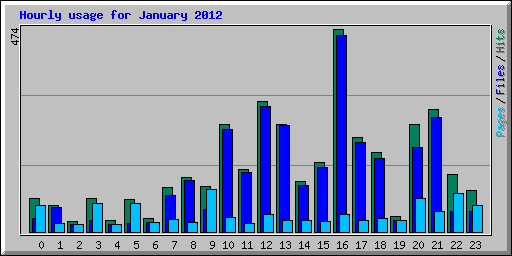 Hourly usage for January 2012
474
Pages / Files / Hits
0 1 2 3 4 5 6 7 8 9 10 11 12 13 14 15 16 17 18 19 20 21 22 23